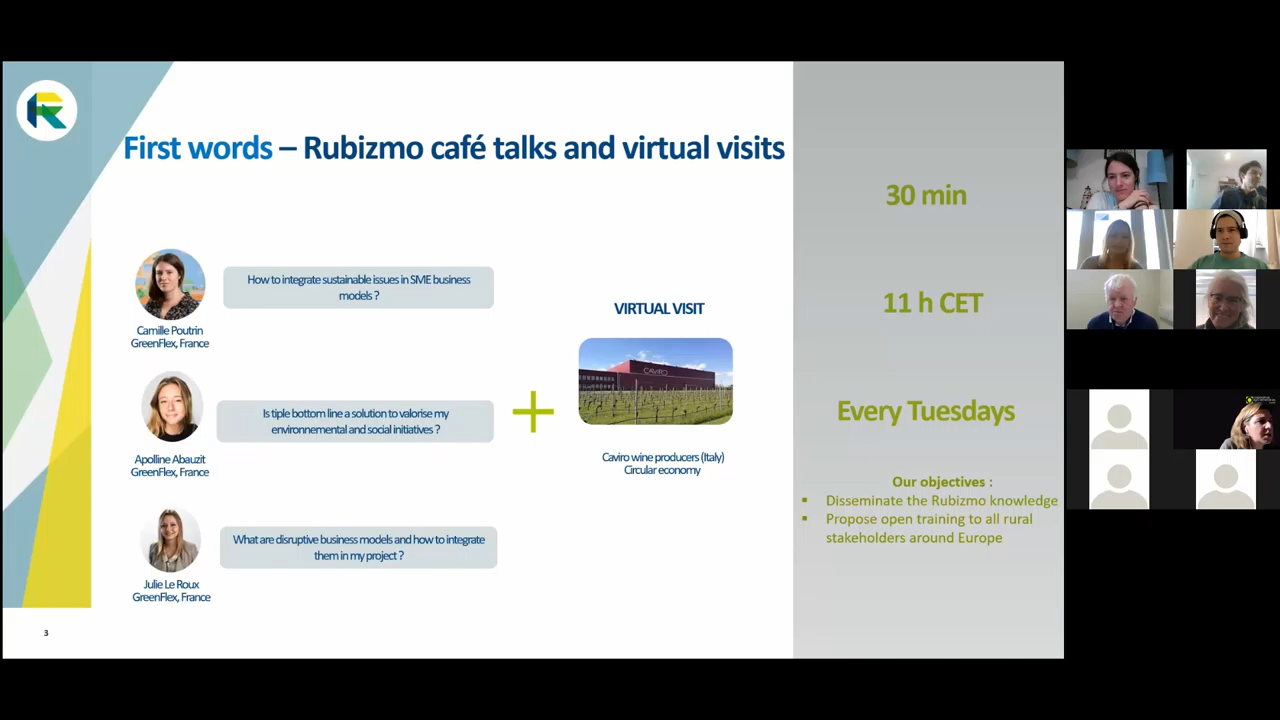 First words – Rubizmo café talks and virtual visits
How to integrate sustainable issues in SME business
models ?
Camille Poutrin
GreenFlex, France
Is tiple bottom line a solution to valorise my
environnemental and social initiatives ?
Apolline Abauzit
GreenFlex, France
What are disruptive business models and how to integrate
them in my project ?
Julie Le Roux
GreenFlex, France
VIRTUAL VISIT
CAVIRO
Caviro wine producers (Italy)
Circular economy
30 min
11 h CET
Every Tuesdays
Our objectives :
▪ Disseminate the Rubizmo knowledge
▪ Propose open training to all rural
stakeholders around Europe
3